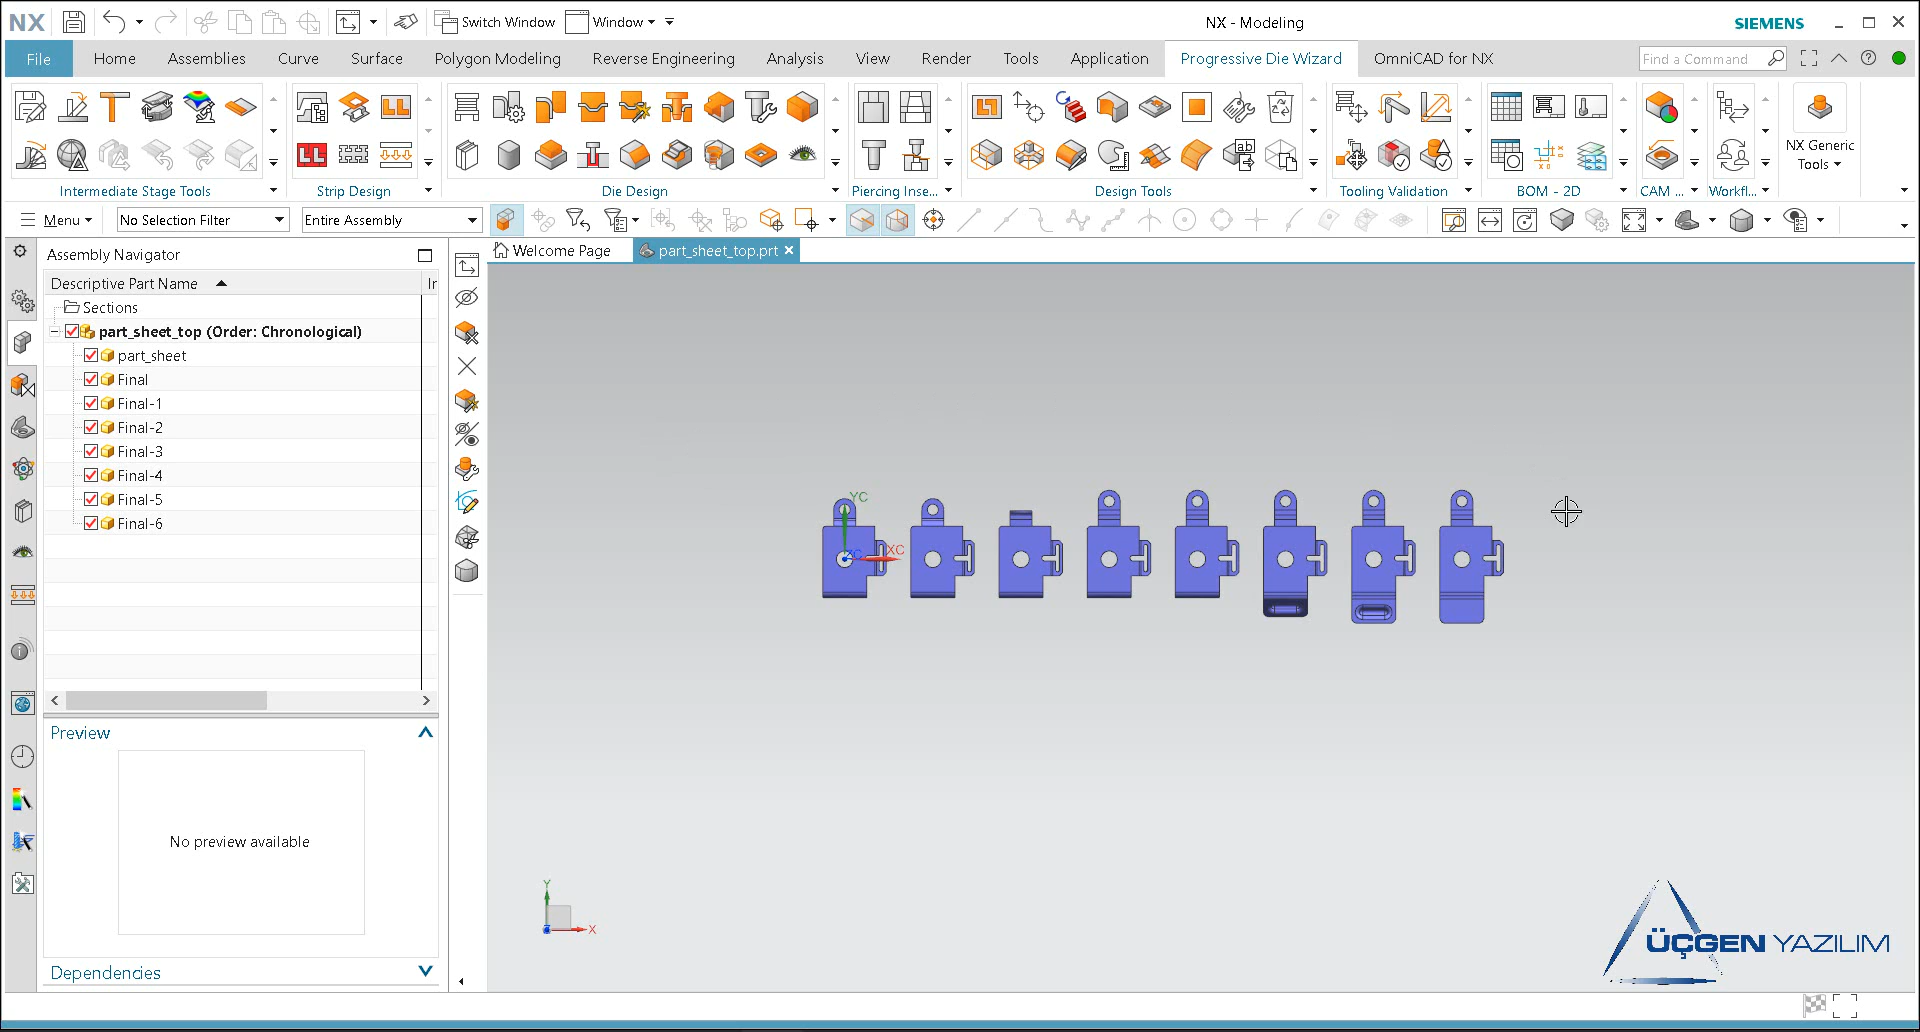 NX
Switch Window
Window
NX - Modeling
SIEMENS
File
Home
Assemblies
Curve
Surface
Polygon Modeling
Reverse Engineering
Analysis
View
Render
Tools
Application
Progressive Die Wizard
OmniCAD for NX
Find a Command
NX Generic
Tools
Intermediate Stage Tools
Strip Design
Die Design
Piercing Inse...
Design Tools
Tooling Validation
BOM - 2D
CAM ...
Workfl...
Menu
No Selection Filter
Entire Assembly
Assembly Navigator
Welcome Page
part_sheet_top.prt
Descriptive Part Name
Ir
Sections
part_sheet_top (Order: Chronological)
part_sheet
Final
Final-1
Final-2
Final-3
Final-4
Final-5
Final-6
YC
XC
ZC
Preview
No preview available
Y
X
Dependencies
ÜÇGEN YAZILIM